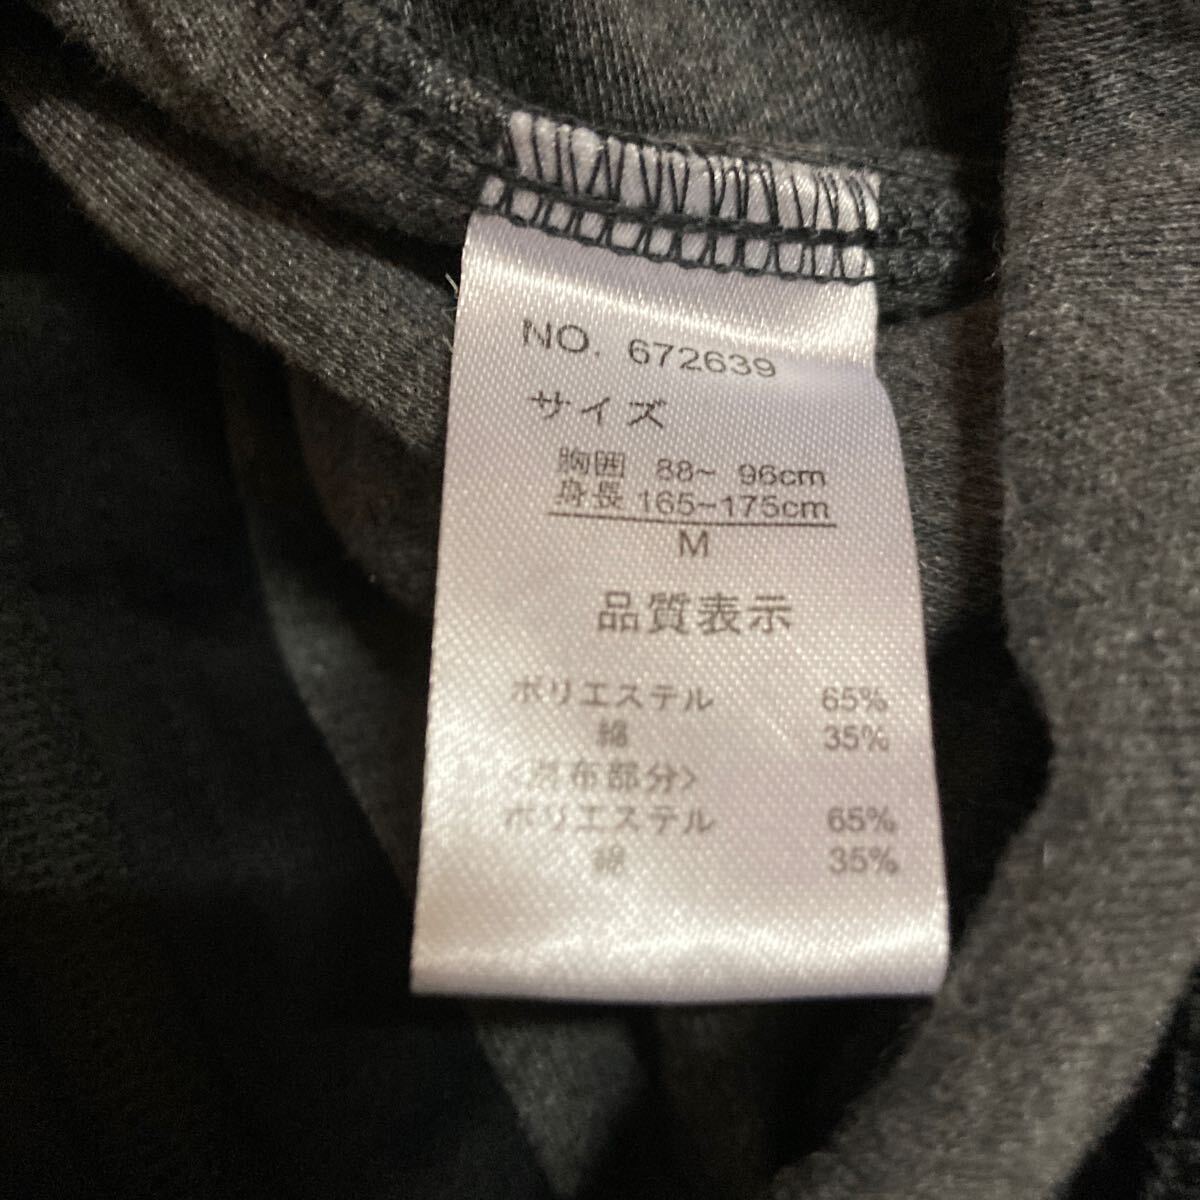 NO. 672639
サイズ
胸囲 88~ 96cm
身長 165~175cm
M
品質表示
ポリエステル 65%
綿 35%
<別布部分>
ポリエステル 65%
綿 35%